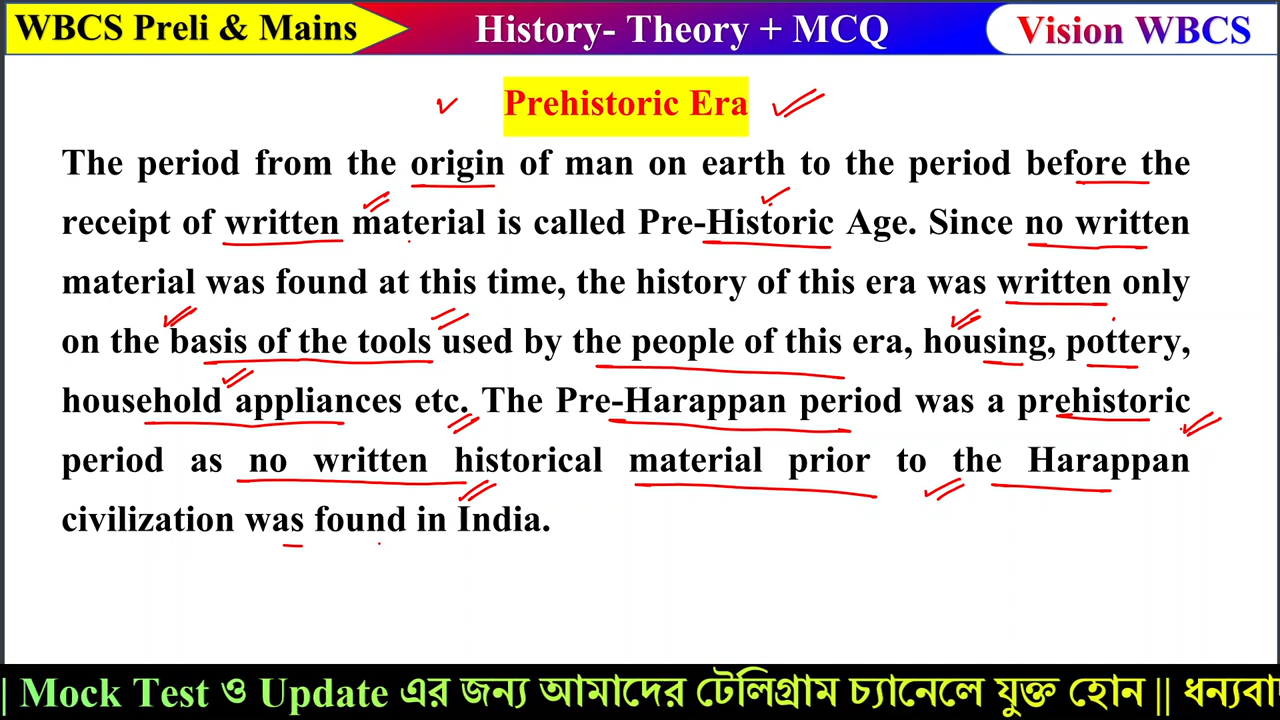 WBCS Preli & Mains
History- Theory + MCQ
Vision WBCS
Prehistoric Era
The period from the origin of man on earth to the period before the
receipt of written material is called Pre-Historic Age. Since no written
material was found at this time, the history of this era was written only
on the basis of the tools used by the people of this era, housing, pottery,
household appliances etc. The Pre-Harappan period was a prehistoric
period as no written historical material prior to the Harappan
civilization was found in India.
| Mock Test ও Update এর জন্য আমাদের টেলিগ্রাম চ্যানেলে যুক্ত হোন || ধন্যবা